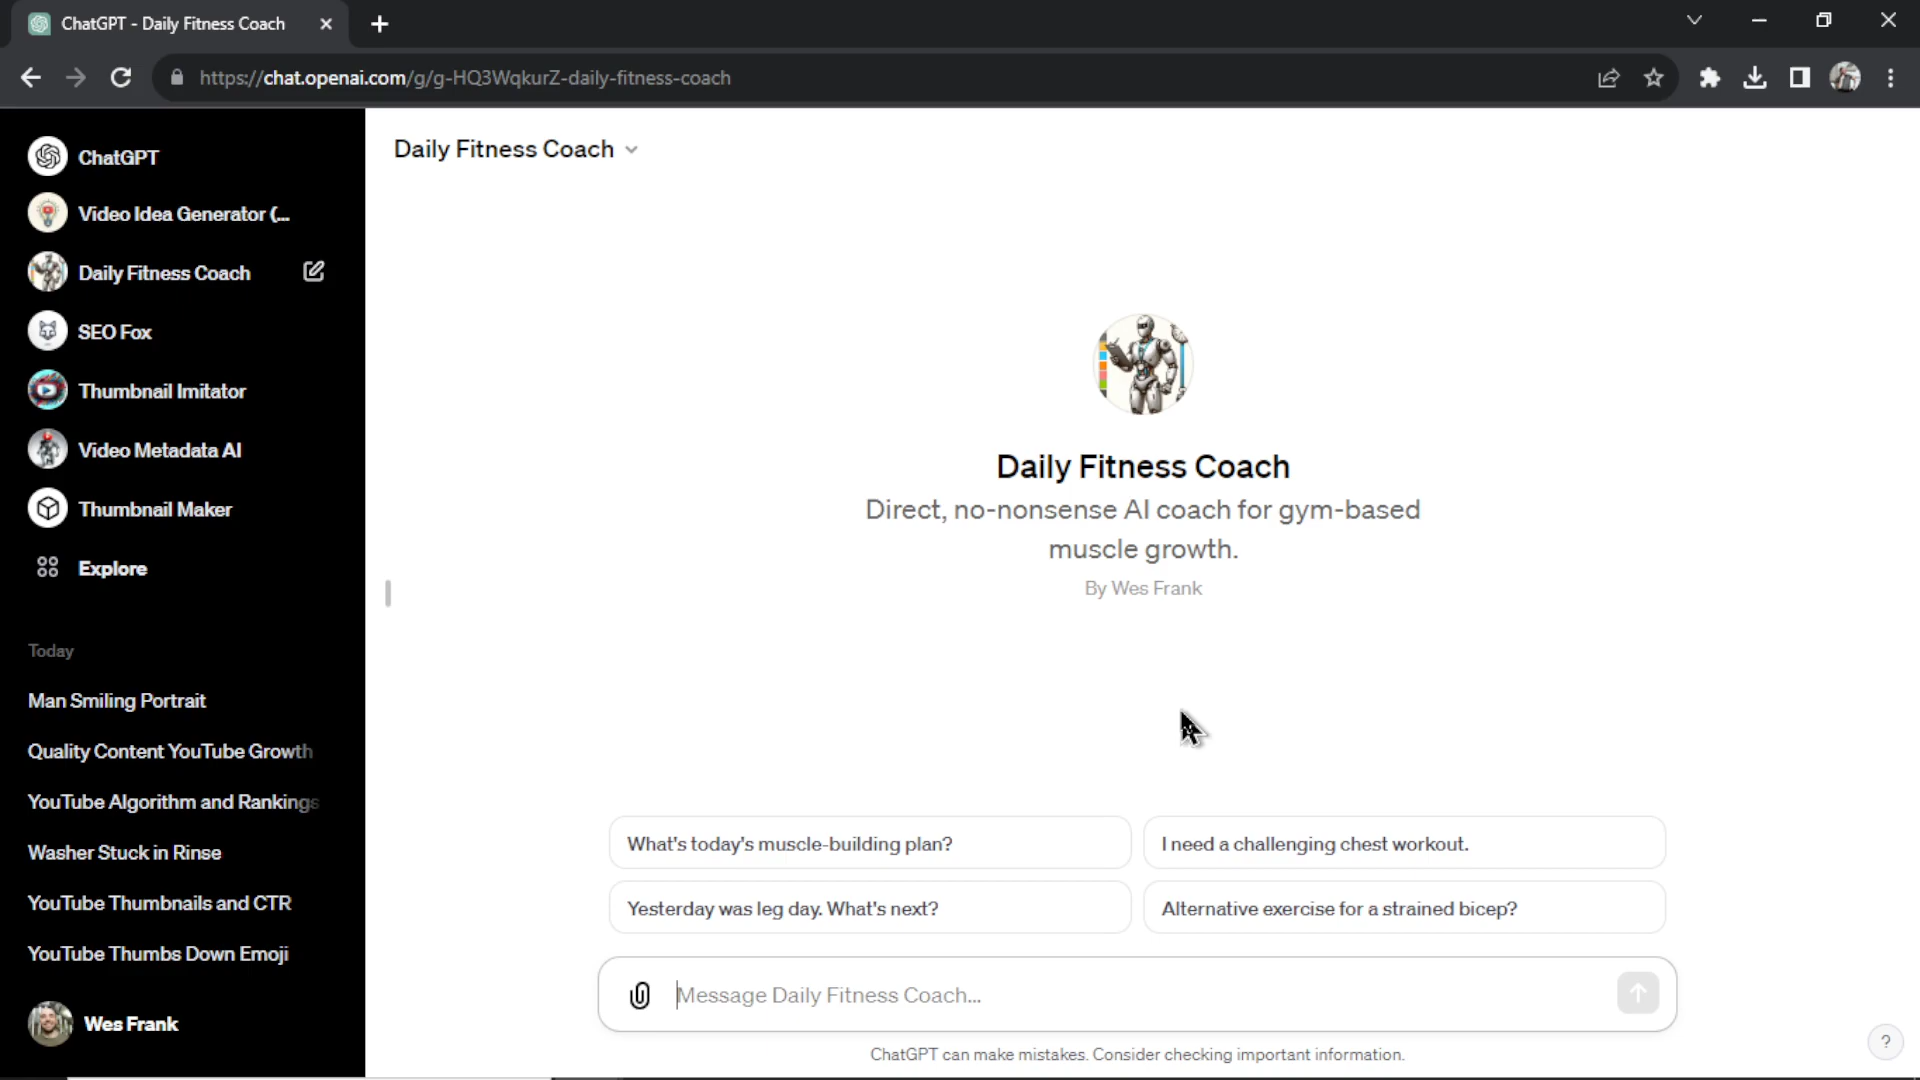 ChatGPT - Daily Fitness Coach
https://chat.openai.com/g/g-HQ3WqkurZ-daily-fitness-coach
ChatGPT
Video Idea Generator (...
Daily Fitness Coach
SEO Fox
Thumbnail Imitator
Video Metadata AI
Thumbnail Maker
Explore
Today
Man Smiling Portrait
Quality Content YouTube Growth
YouTube Algorithm and Rankings
Washer Stuck in Rinse
YouTube Thumbnails and CTR
YouTube Thumbs Down Emoji
Wes Frank
Daily Fitness Coach
Daily Fitness Coach
Direct, no-nonsense AI coach for gym-based
muscle growth.
By Wes Frank
What's today's muscle-building plan?
I need a challenging chest workout.
Yesterday was leg day. What's next?
Alternative exercise for a strained bicep?
Message Daily Fitness Coach...
ChatGPT can make mistakes. Consider checking important information.
?